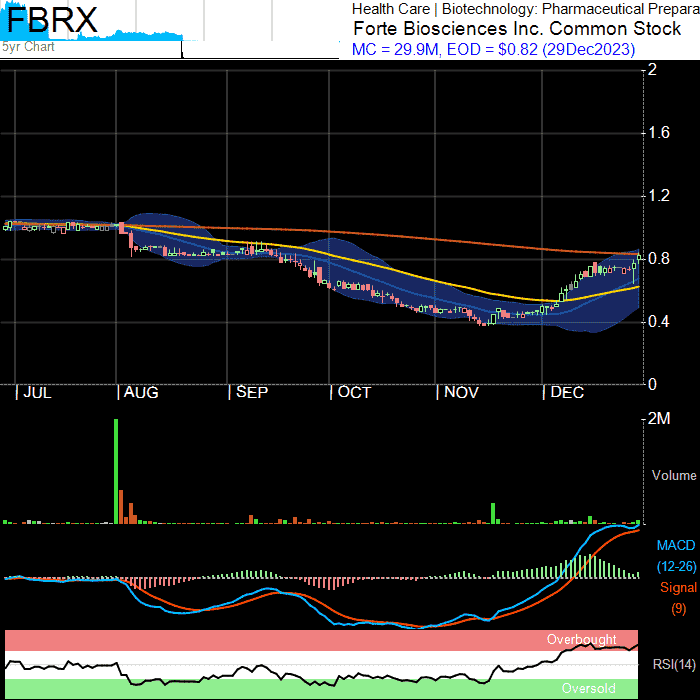 FBRX
5yr Chart
Health Care | Biotechnology: Pharmaceutical Prepara
Forte Biosciences Inc. Common Stock
MC = 29.9M, EOD = $0.82 (29Dec2023)
2
1.6
1.2
0.8
0.4
0
JUL
AUG
SEP
OCT
NOV
DEC
2M
Volume
MACD
(12-26)
Signal
(9)
Overbought
RSI(14)
Oversold